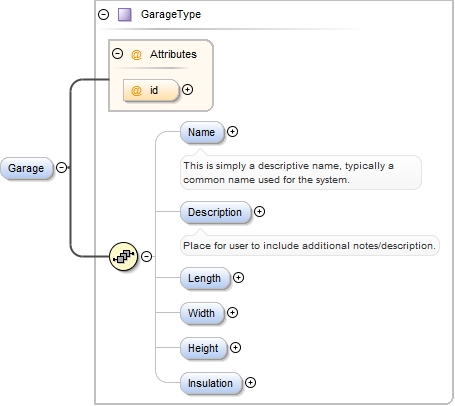 GarageType
@ Attributes
@ id
Garage
Name
This is simply a descriptive name, typically a
common name used for the system.
Description
Place for user to include additional notes/description.
Length
Width
Height
Insulation